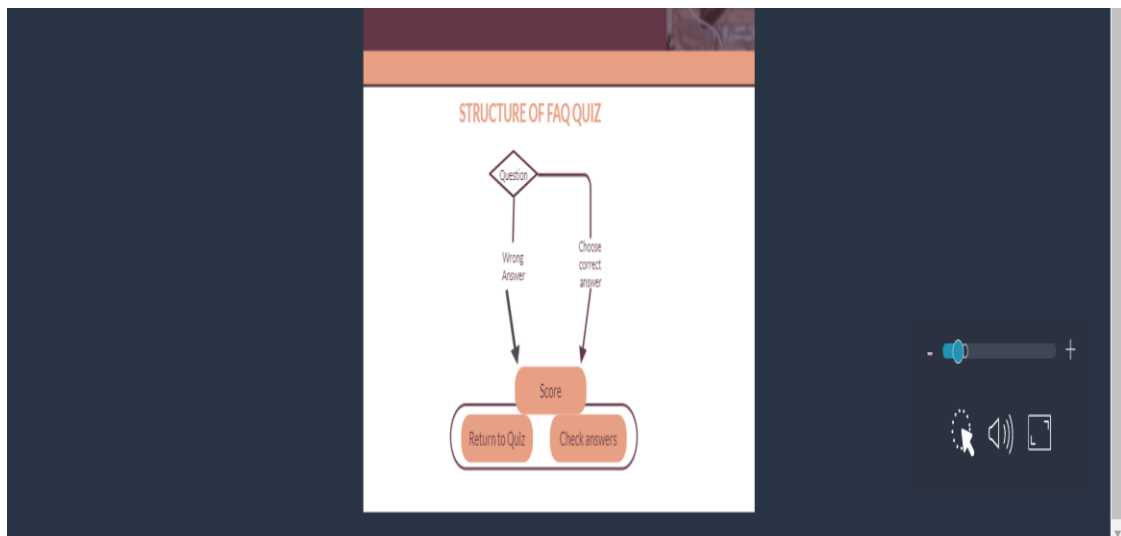 STRUCTURE OF FAQ QUIZ
Question
Wrong
Answer
Choose
correct
answer
Score
Return to Quiz
Check answers
- +